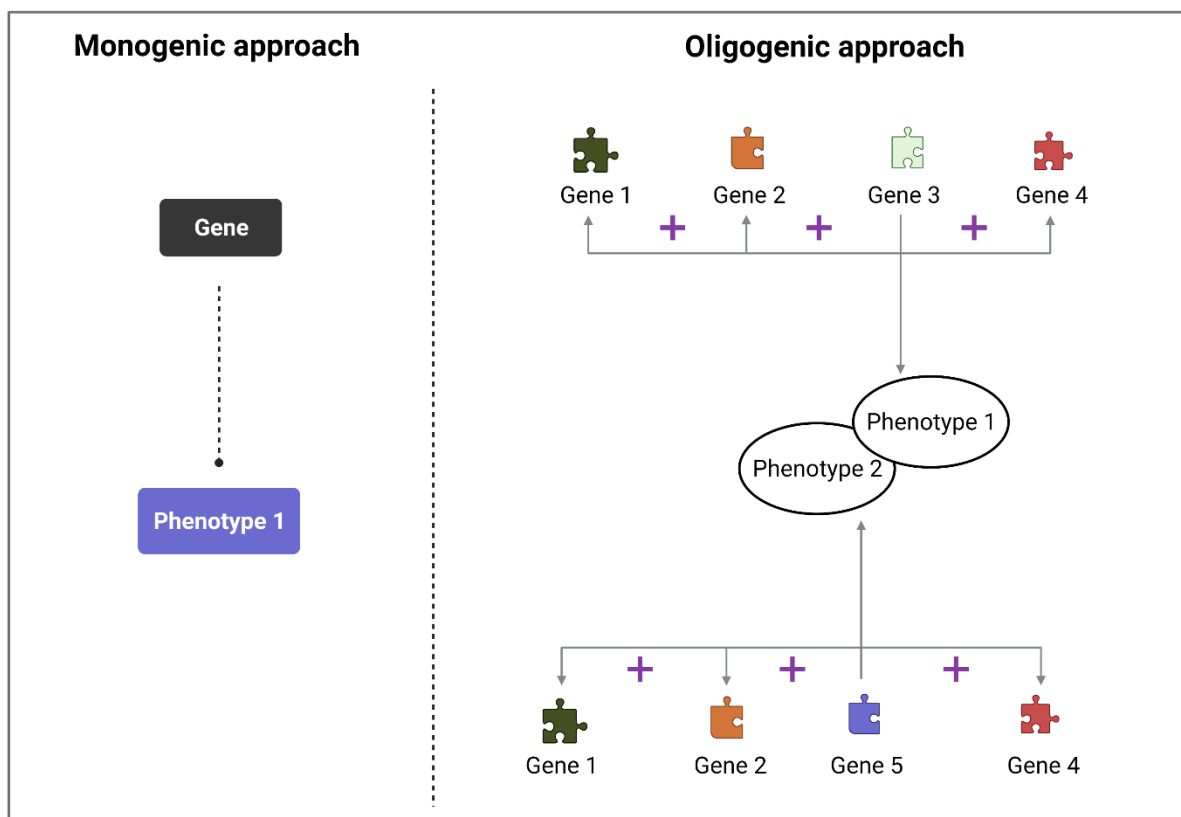 Monogenic approach
Oligogenic approach
Gene 1
Gene 2
Gene 3
Gene 4
Gene
Phenotype 1
Phenotype 1
Phenotype 2
Gene 1
Gene 2
Gene 5
Gene 4